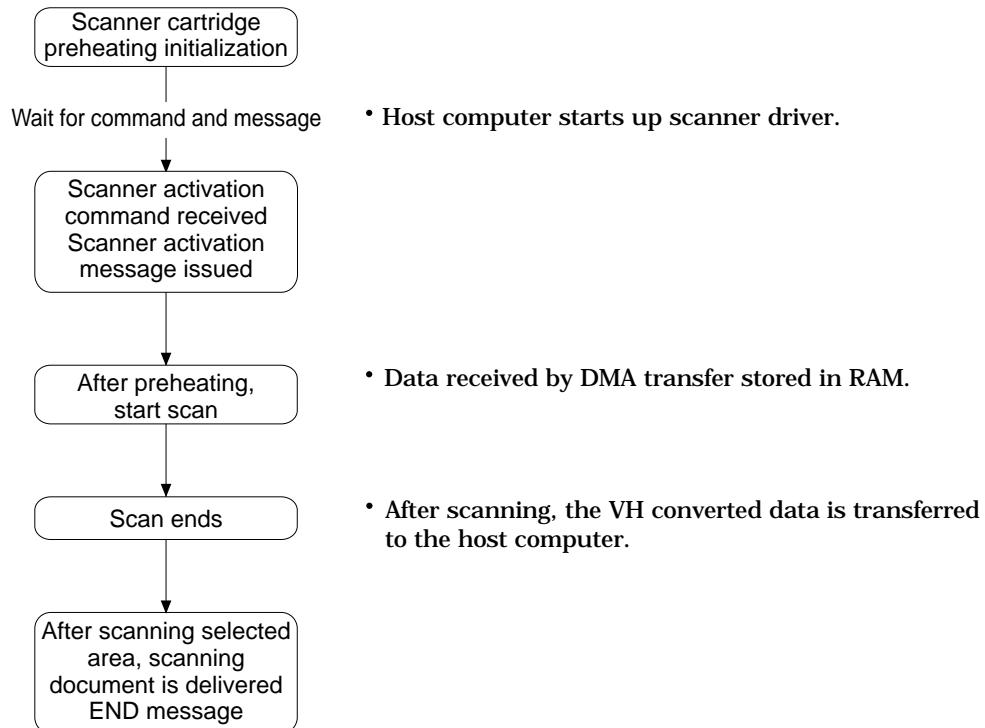 Scanner cartridge
preheating initialization
Wait for command and message
• Host computer starts up scanner driver.
Scanner activation
command received
Scanner activation
message issued
After preheating,
start scan
• Data received by DMA transfer stored in RAM.
Scan ends
• After scanning, the VH converted data is transferred
to the host computer.
After scanning selected
area, scanning
document is delivered
END message